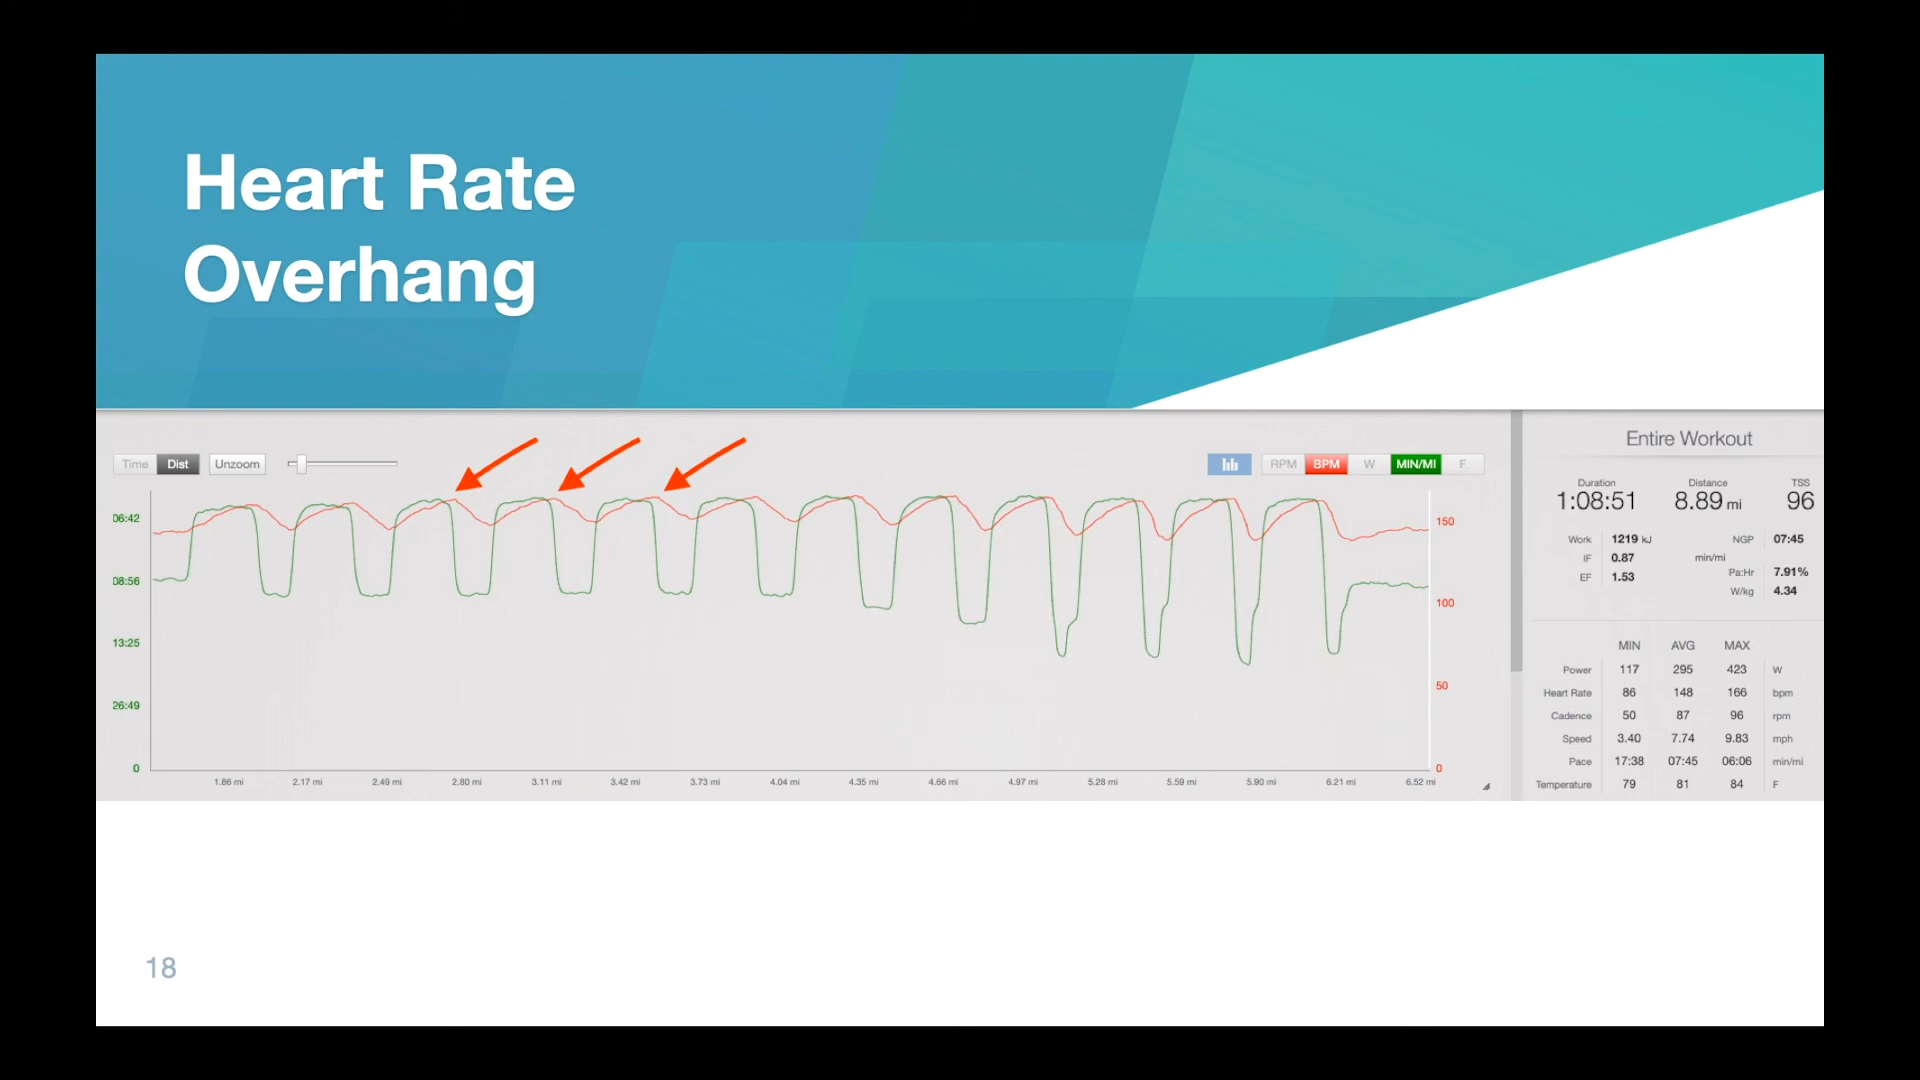 Heart Rate
Overhang
Time Dist Unzoom
RPM BPM W MIN/MI F
06:42
08:56
13:25
26:49
0
150
100
50
0
1.86 mi 2.17 mi 2.49 mi 2.80 mi 3.11 mi 3.42 mi 3.73 mi 4.04 mi 4.35 mi 4.66 mi 4.97 mi 5.28 mi 5.59 mi 5.90 mi 6.21 mi 6.52 mi
Entire Workout
Duration Distance TSS
1:08:51 8.89 mi 96
Work 1219 kJ NGP 07:45
IF 0.87 min/mi
EF 1.53 Pa:Hr 7.91%
W/kg 4.34
MIN AVG MAX
Power 117 295 423 W
Heart Rate 86 148 166 bpm
Cadence 50 87 96 rpm
Speed 3.40 7.74 9.83 mph
Pace 17:38 07:45 06:06 min/mi
Temperature 79 81 84 F
18